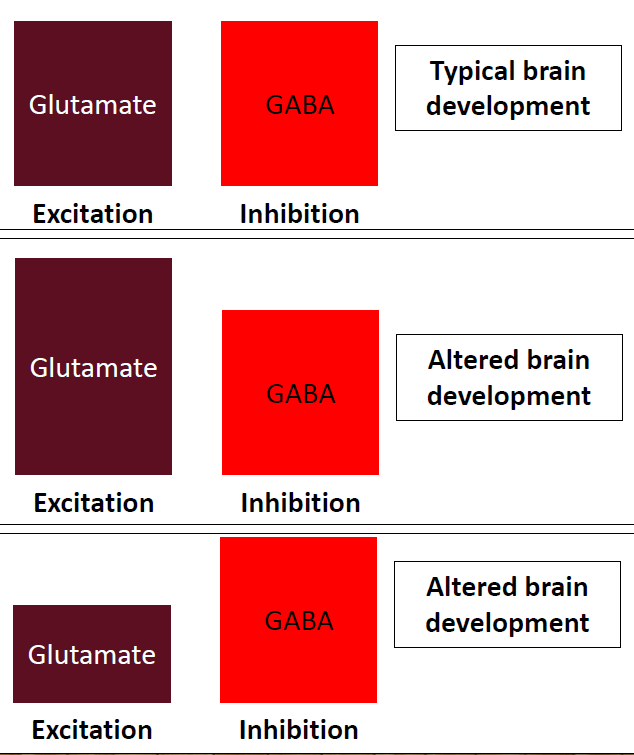 Glutamate
GABA
Typical brain
development
Excitation
Inhibition
Glutamate
GABA
Altered brain
development
Excitation
Inhibition
Glutamate
GABA
Altered brain
development
Excitation
Inhibition